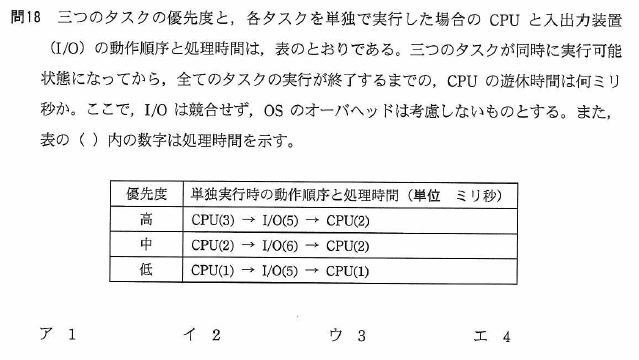 問18 三つのタスクの優先度と，各タスクを単独で実行した場合の CPU と入出力装置
（I/O）の動作順序と処理時間は，表のとおりである。三つのタスクが同時に実行可能
状態になってから，全てのタスクの実行が終了するまでの，CPU の遊休時間は何ミリ
秒か。ここで，I/O は競合せず，OS のオーバヘッドは考慮しないものとする。また，
表の（ ）内の数字は処理時間を示す。
優先度 単独実行時の動作順序と処理時間（単位 ミリ秒）
高 CPU(3) → I/O(5) → CPU(2)
中 CPU(2) → I/O(6) → CPU(2)
低 CPU(1) → I/O(5) → CPU(1)
ア 1 イ 2 ウ 3 エ 4